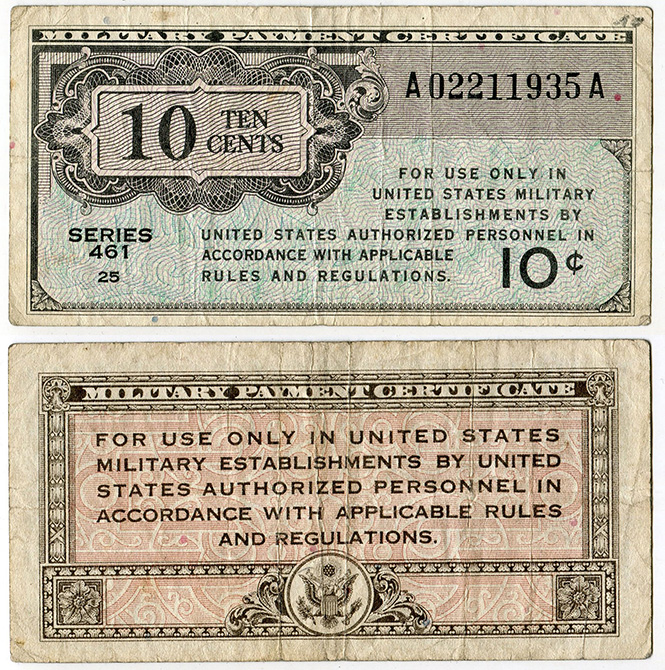 MILITARY PAYMENT CERTIFICATE
A02211935A
10 TEN
CENTS
FOR USE ONLY IN
UNITED STATES MILITARY
ESTABLISHMENTS BY
UNITED STATES AUTHORIZED PERSONNEL IN
ACCORDANCE WITH APPLICABLE
RULES AND REGULATIONS.
SERIES
461
25
10¢
MILITARY PAYMENT CERTIFICATE
FOR USE ONLY IN UNITED STATES
MILITARY ESTABLISHMENTS BY UNITED
STATES AUTHORIZED PERSONNEL IN
ACCORDANCE WITH APPLICABLE RULES
AND REGULATIONS.